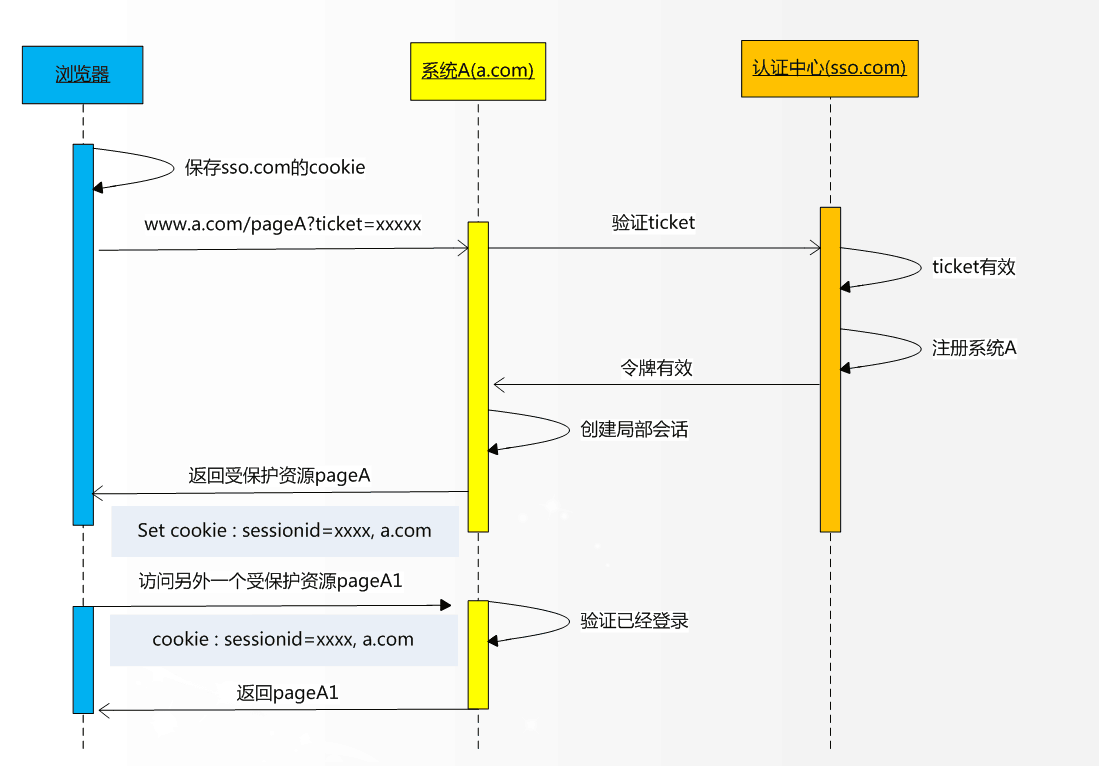 浏览器
系统A(a.com)
认证中心(sso.com)
保存sso.com的cookie
www.a.com/pageA?ticket=xxxxx
验证ticket
ticket有效
注册系统A
令牌有效
创建局部会话
返回受保护资源pageA
Set cookie : sessionid=xxxx, a.com
访问另外一个受保护资源pageA1
验证已经登录
cookie : sessionid=xxxx, a.com
返回pageA1